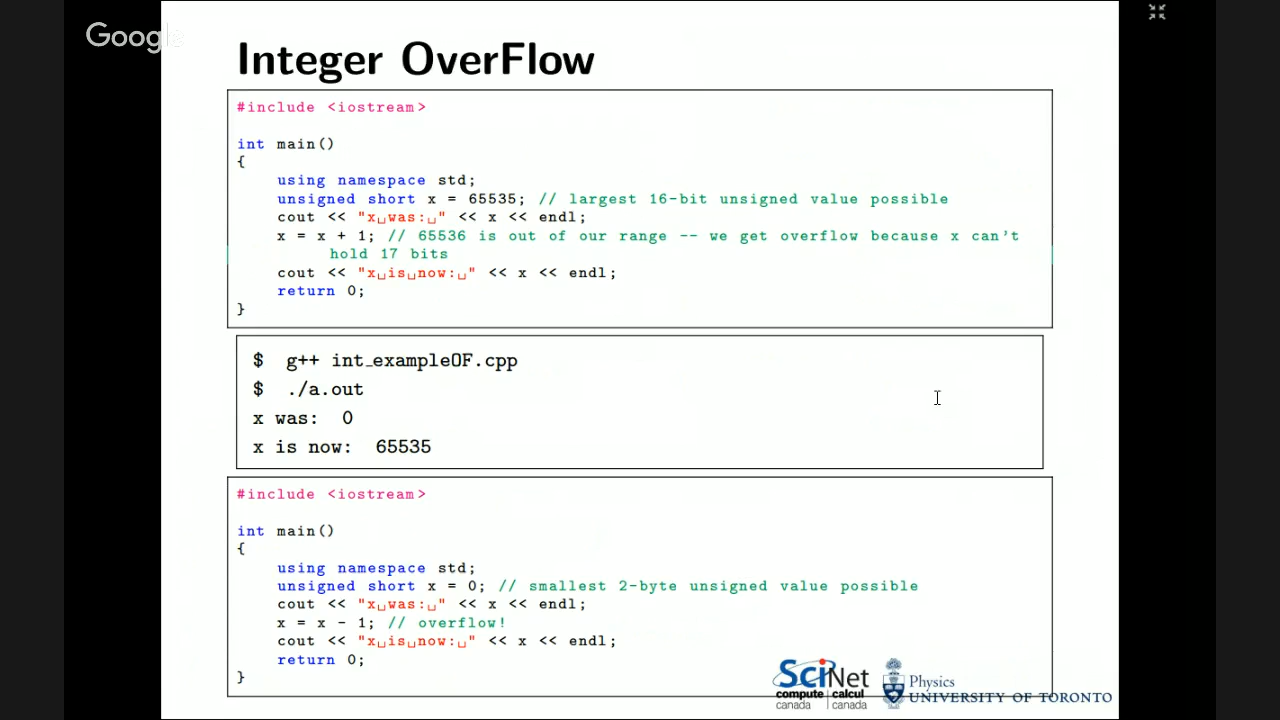 Google
Integer OverFlow
#include <iostream>
int main()
{
using namespace std;
unsigned short x = 65535; // largest 16-bit unsigned value possible
cout << "x␣was:␣" << x << endl;
x = x + 1; // 65536 is out of our range -- we get overflow because x can't
hold 17 bits
cout << "x␣is␣now:␣" << x << endl;
return 0;
}
$ g++ int_exampleOF.cpp
$ ./a.out
x was: 0
x is now: 65535
#include <iostream>
int main()
{
using namespace std;
unsigned short x = 0; // smallest 2-byte unsigned value possible
cout << "x␣was:␣" << x << endl;
x = x - 1; // overflow!
cout << "x␣is␣now:␣" << x << endl;
return 0;
}
SciNet
compute | calcul
canada | canada
Physics
UNIVERSITY OF TORONTO